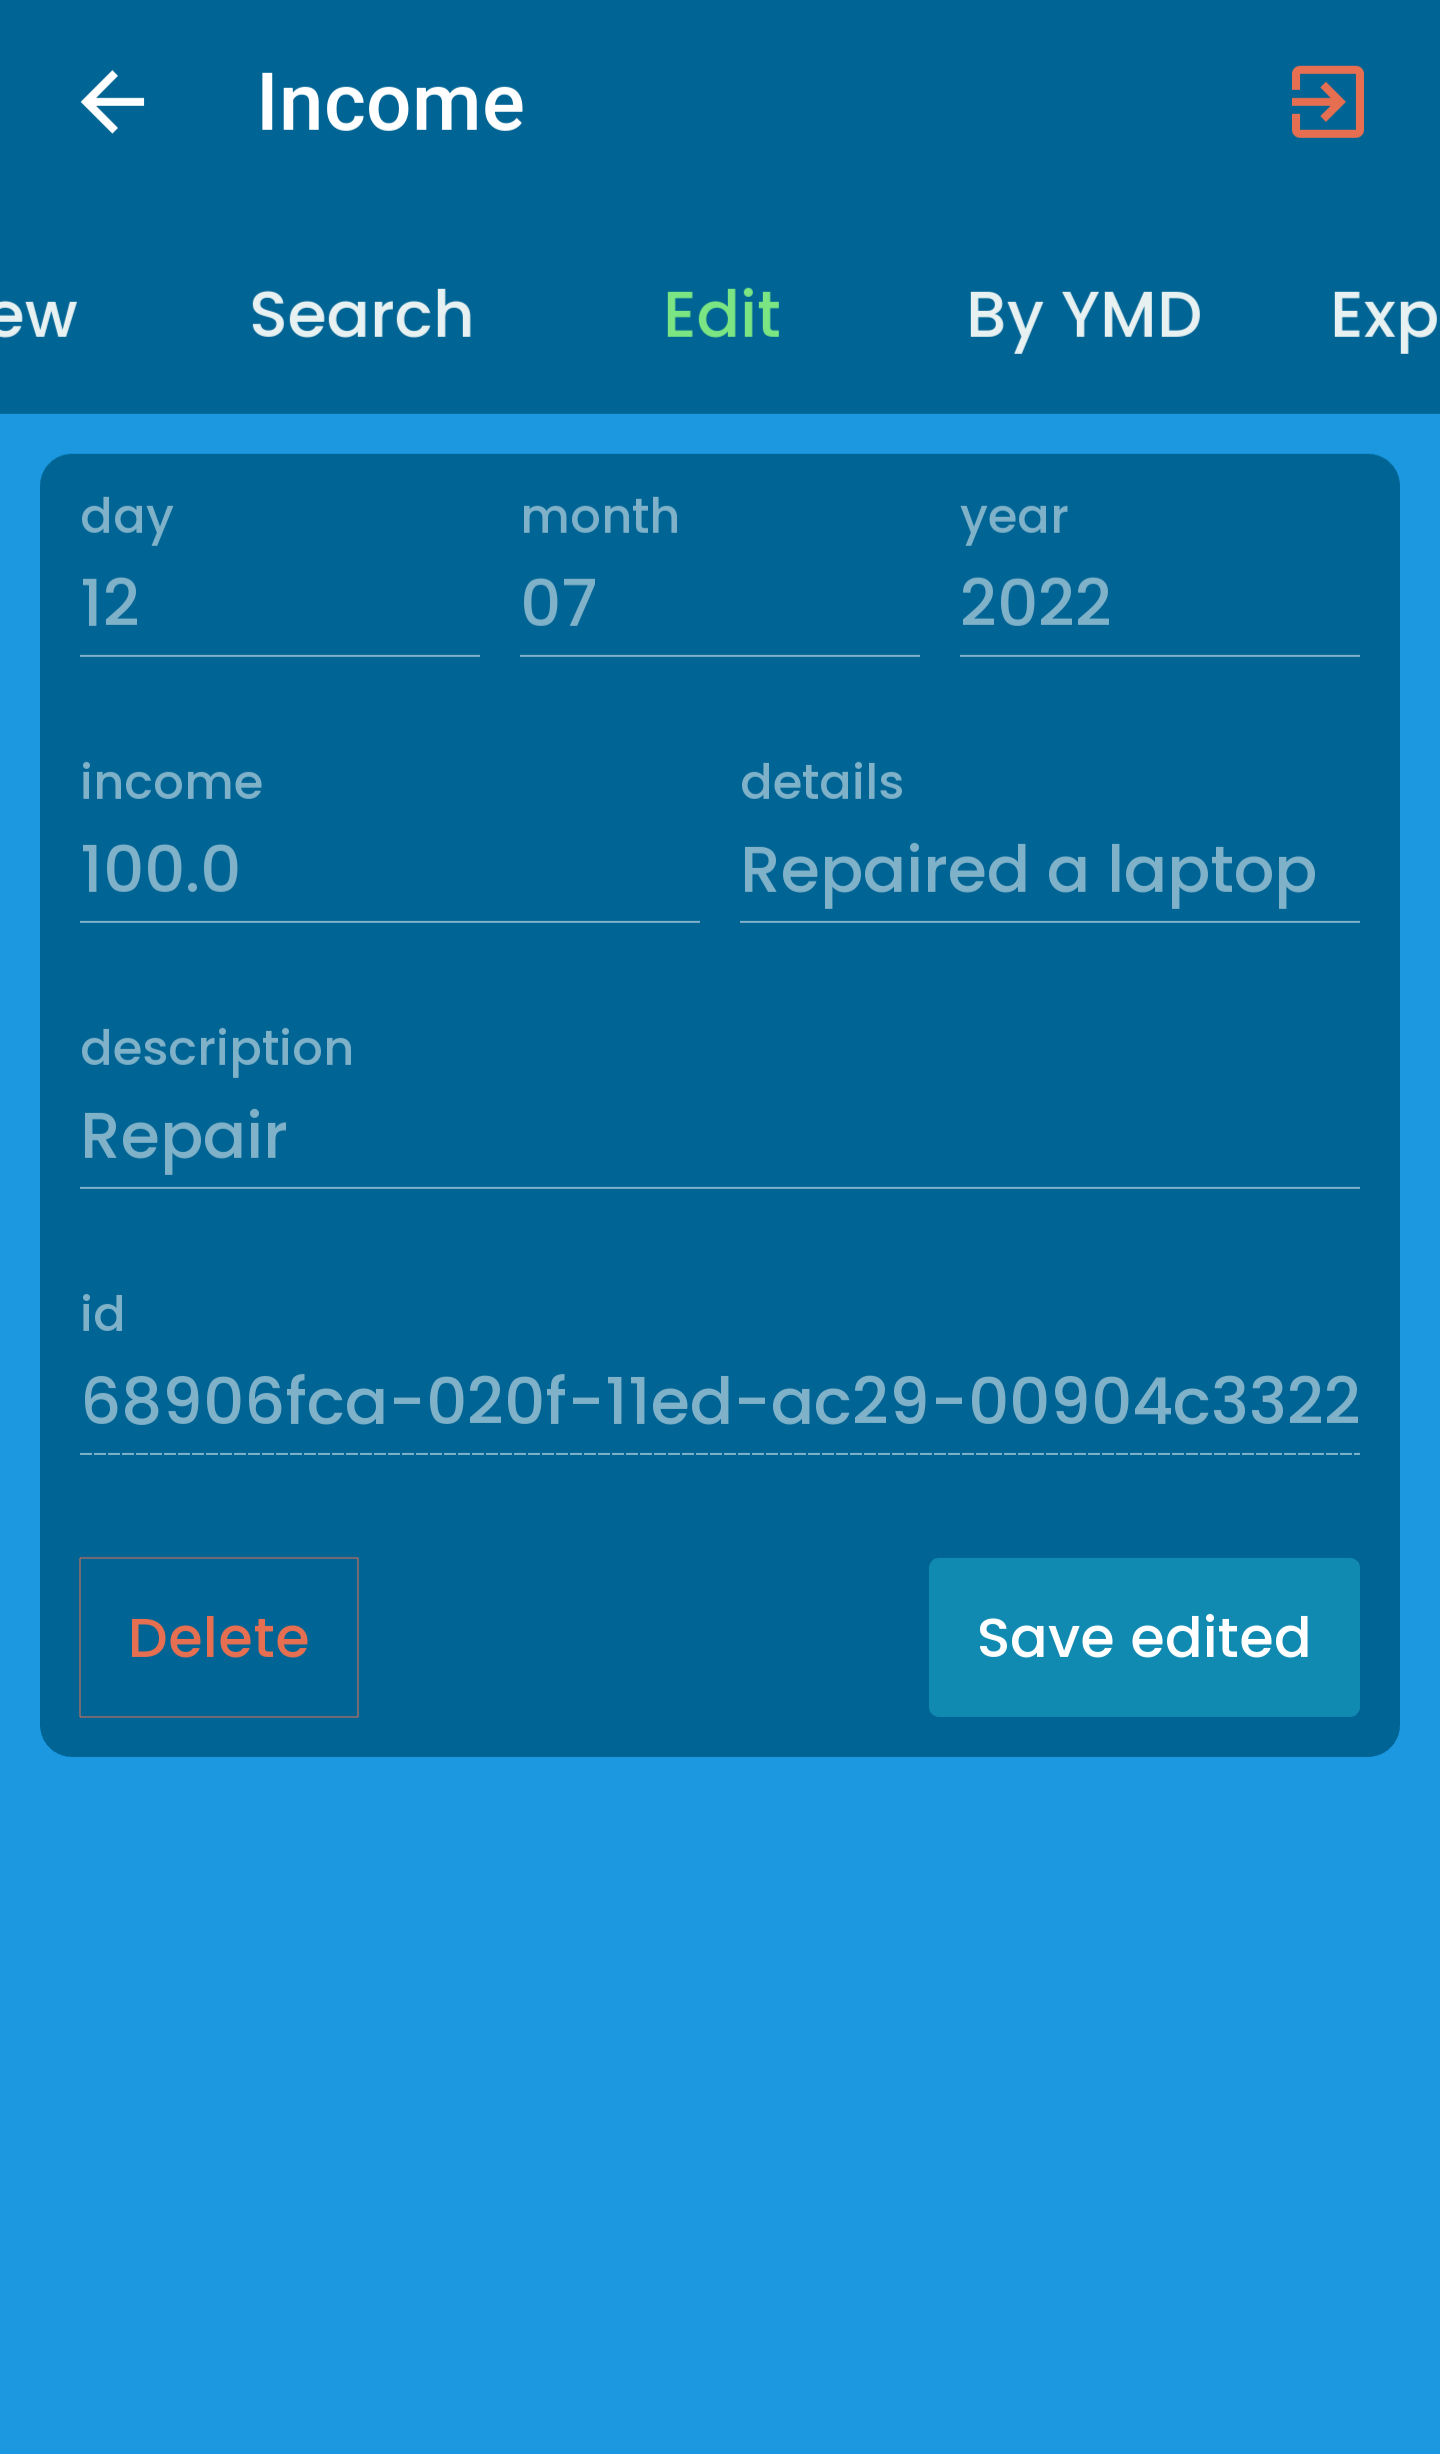 Income
ew Search Edit By YMD Exp
day month year
12 07 2022
income details
100.0 Repaired a laptop
description
Repair
id
68906fca-020f-11ed-ac29-00904c3322
Delete Save edited